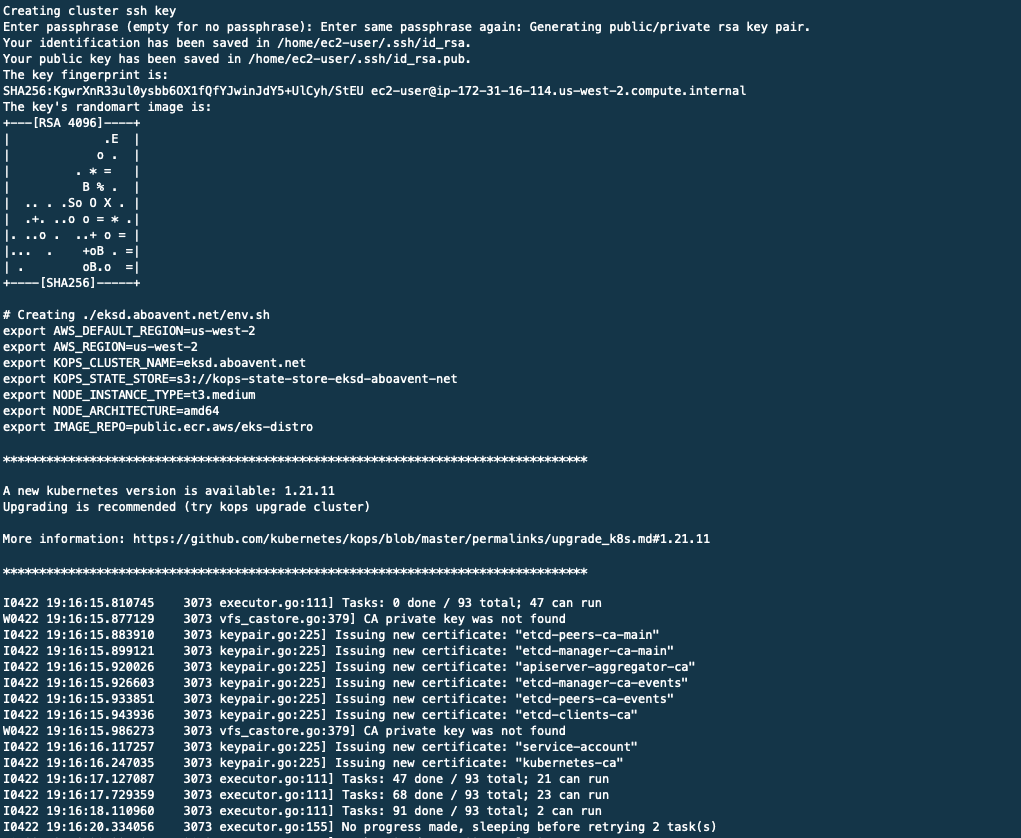 Creating cluster ssh key
Enter passphrase (empty for no passphrase): Enter same passphrase again: Generating public/private rsa key pair.
Your identification has been saved in /home/ec2-user/.ssh/id_rsa.
Your public key has been saved in /home/ec2-user/.ssh/id_rsa.pub.
The key fingerprint is:
SHA256:KgwrXnR33ul0ysbb6OX1fQfYJwinJdY5+UlCyh/StEU ec2-user@ip-172-31-16-114.us-west-2.compute.internal
The key's randomart image is:
+---[RSA 4096]----+
|             .E  |
|            o .  |
|         . * =   |
|          B % .  |
|  .. . .So O X . |
|  .+. ..o o = * .|
|. ..o .  ..+ o = |
|...  .    +oB . =|
| .        oB.o  =|
+----[SHA256]-----+
# Creating ./eksd.aboavent.net/env.sh
export AWS_DEFAULT_REGION=us-west-2
export AWS_REGION=us-west-2
export KOPS_CLUSTER_NAME=eksd.aboavent.net
export KOPS_STATE_STORE=s3://kops-state-store-eksd-aboavent-net
export NODE_INSTANCE_TYPE=t3.medium
export NODE_ARCHITECTURE=amd64
export IMAGE_REPO=public.ecr.aws/eks-distro
*********************************************************************************
A new kubernetes version is available: 1.21.11
Upgrading is recommended (try kops upgrade cluster)
More information: https://github.com/kubernetes/kops/blob/master/permalinks/upgrade_k8s.md#1.21.11
*********************************************************************************
I0422 19:16:15.810745    3073 executor.go:111] Tasks: 0 done / 93 total; 47 can run
W0422 19:16:15.877129    3073 vfs_castore.go:379] CA private key was not found
I0422 19:16:15.883910    3073 keypair.go:225] Issuing new certificate: "etcd-peers-ca-main"
I0422 19:16:15.899121    3073 keypair.go:225] Issuing new certificate: "etcd-manager-ca-main"
I0422 19:16:15.920026    3073 keypair.go:225] Issuing new certificate: "apiserver-aggregator-ca"
I0422 19:16:15.926603    3073 keypair.go:225] Issuing new certificate: "etcd-manager-ca-events"
I0422 19:16:15.933851    3073 keypair.go:225] Issuing new certificate: "etcd-peers-ca-events"
I0422 19:16:15.943936    3073 keypair.go:225] Issuing new certificate: "etcd-clients-ca"
W0422 19:16:15.986273    3073 vfs_castore.go:379] CA private key was not found
I0422 19:16:16.117257    3073 keypair.go:225] Issuing new certificate: "service-account"
I0422 19:16:16.247035    3073 keypair.go:225] Issuing new certificate: "kubernetes-ca"
I0422 19:16:17.127087    3073 executor.go:111] Tasks: 47 done / 93 total; 21 can run
I0422 19:16:17.729359    3073 executor.go:111] Tasks: 68 done / 93 total; 23 can run
I0422 19:16:18.110960    3073 executor.go:111] Tasks: 91 done / 93 total; 2 can run
I0422 19:16:20.334056    3073 executor.go:155] No progress made, sleeping before retrying 2 task(s)